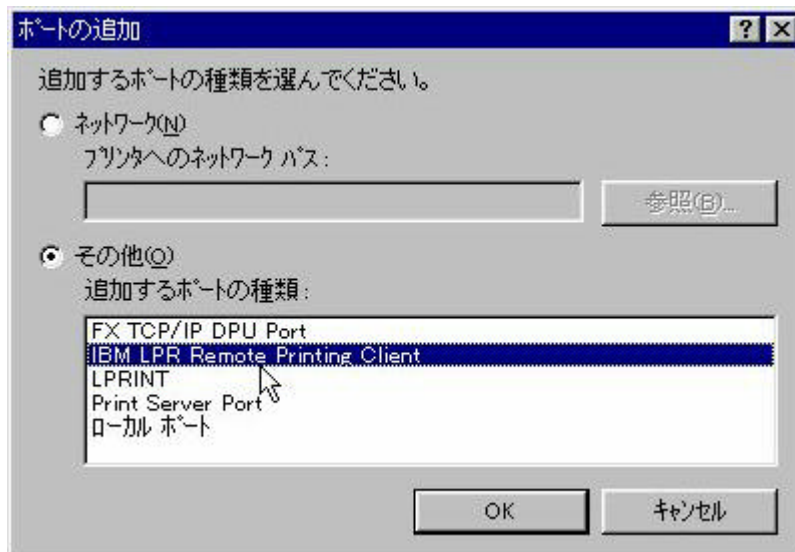 ポートの追加
追加するポートの種類を選んでください。
ネットワーク(N)
プリンタへのネットワーク パス:
参照(B)...
その他(O)
追加するポートの種類:
FX TCP/IP DPU Port
IBM LPR Remote Printing Client
LPRINT
Print Server Port
ローカル ポート
OK
キャンセル